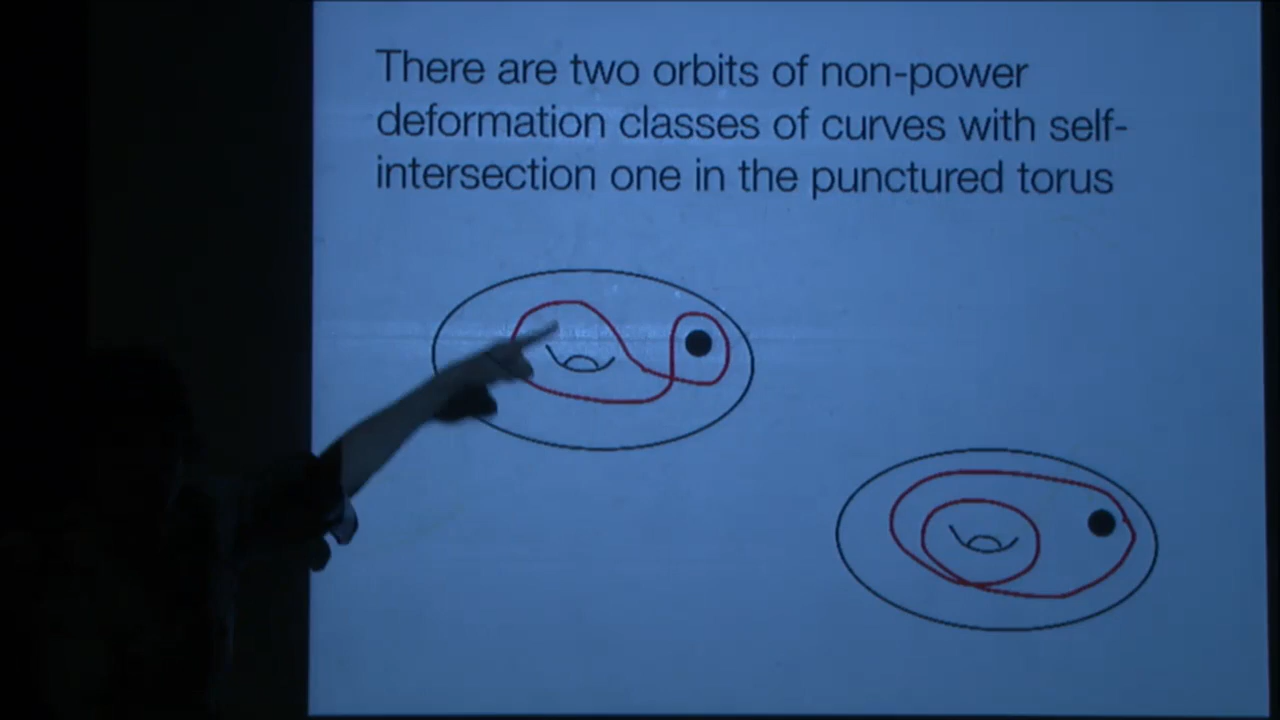 There are two orbits of non-power
deformation classes of curves with self-
intersection one in the punctured torus